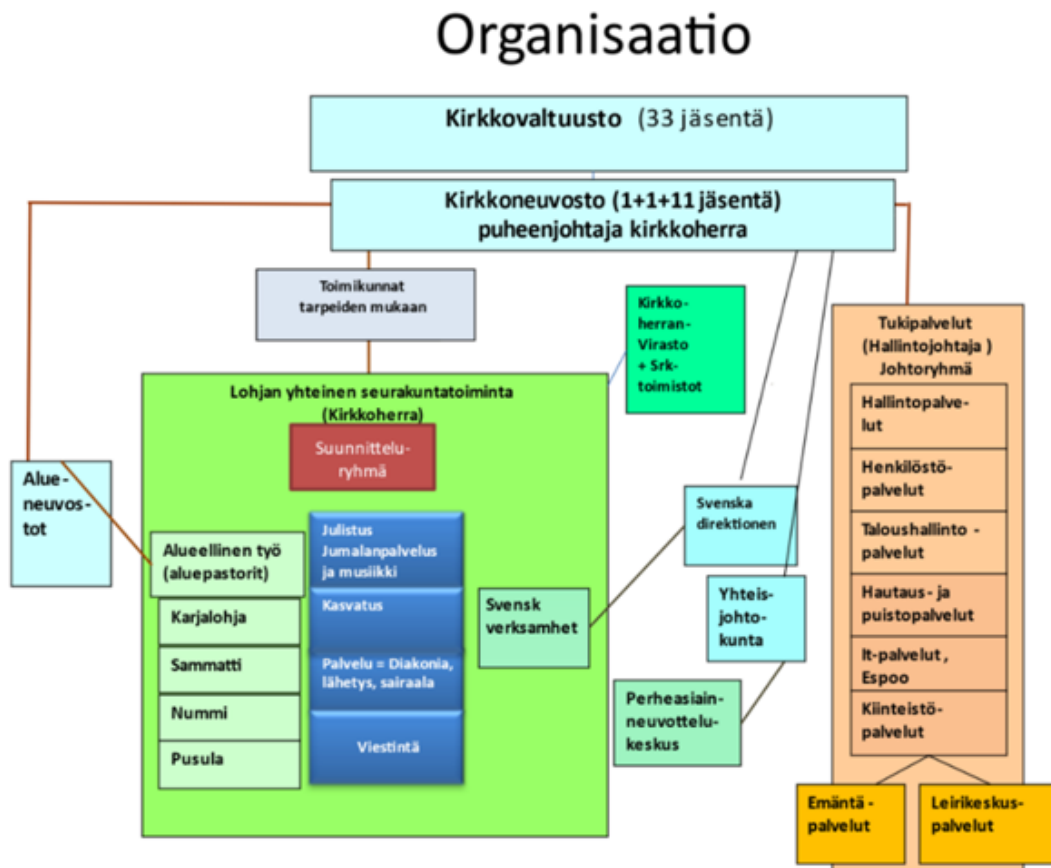 Organisaatio
Kirkkovaltuusto (33 jäsentä)
Kirkkoneuvosto (1+1+11 jäsentä)
puheenjohtaja kirkkoherra
Toimikunnat
tarpeiden mukaan
Kirkko-
herran-
Virasto
+ Srk-
toimistot
Tukipalvelut
(Hallintojohtaja )
Johtoryhmä
Hallintopalve-
lut
Henkilöstö-
palvelut
Taloushallinto -
palvelut
Hautaus- ja
puistopalvelut
It-palvelut ,
Espoo
Kiinteistö-
palvelut
Emäntä -
palvelut
Leirikeskus-
palvelut
Lohjan yhteinen seurakuntatoiminta
(Kirkkoherra)
Suunnittelu-
ryhmä
Alue-
neuvos-
tot
Alueellinen työ
(aluepastorit)
Karjalohja
Sammatti
Nummi
Pusula
Julistus
Jumalanpalvelus
ja musiikki
Kasvatus
Palvelu = Diakonia,
lähetys, sairaala
Viestintä
Svensk
verksamhet
Svenska
direktionen
Yhteis-
johto-
kunta
Perheasiain-
neuvottelu-
keskus